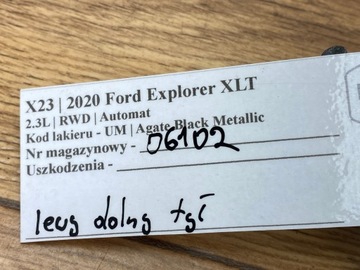 X23 | 2020 Ford Explorer XLT
2.3L | RWD | Automat
Kod lakieru - UM | Agate Black Metallic
Nr magazynowy - 06102
Uszkodzenia -
lewy dolny tył